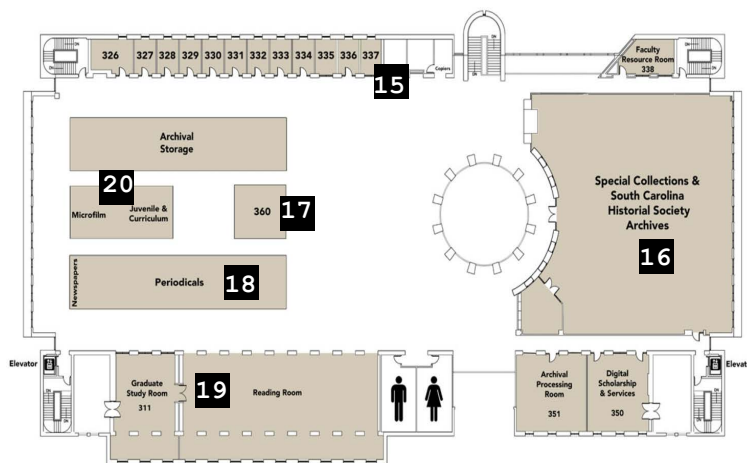 326 327 328 329 330 331 332 333 334 335 336 337
Copiers
Faculty
Resource Room
338
15
Archival
Storage
20
Microfilm
Juvenile &
Curriculum
360
17
Special Collections &
South Carolina
Historical Society
Archives
16
Newspapers
Periodicals
18
Elevator
Elevat
Graduate
Study Room
311
19
Reading Room
Archival
Processing
Room
351
Digital
Scholarship
& Services
350